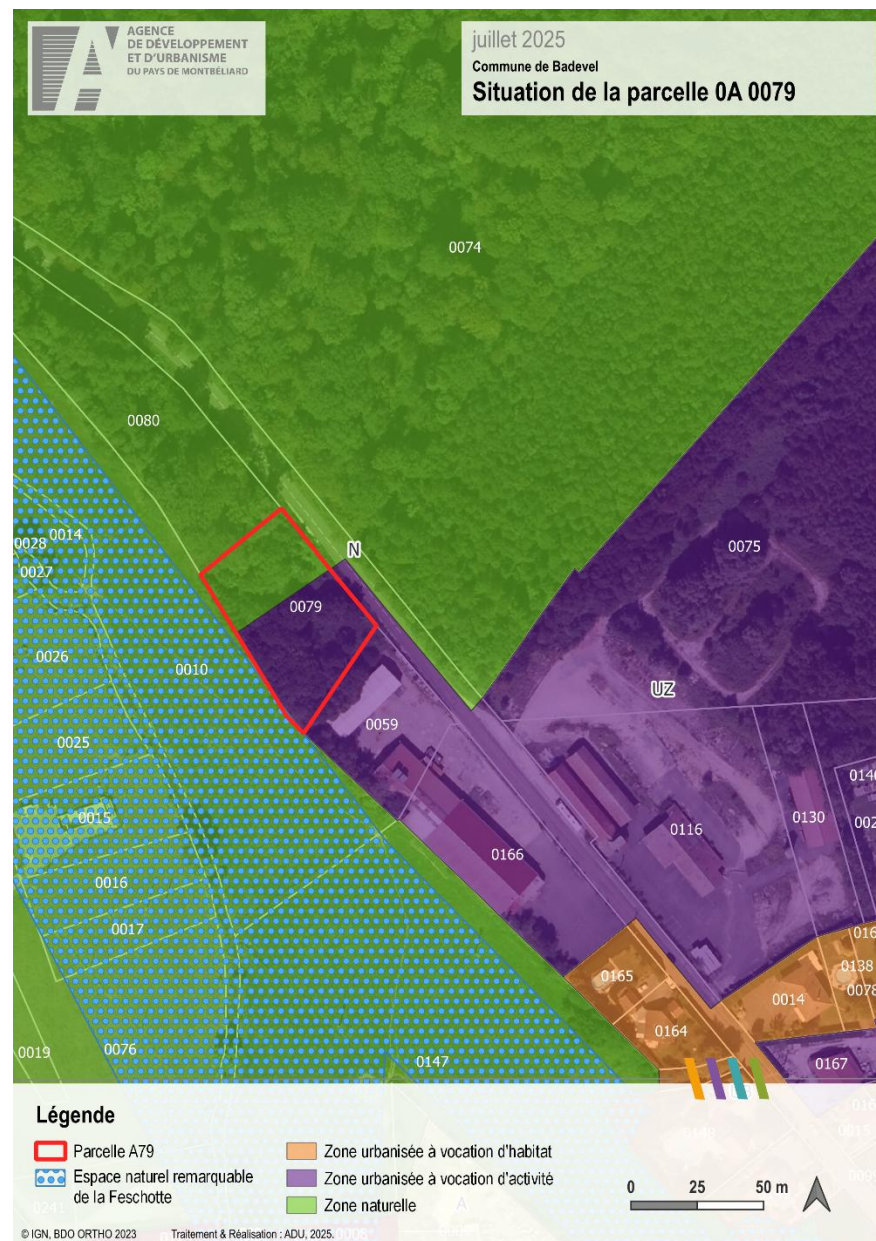 AGENCE
DE DÉVELOPPEMENT
ET D'URBANISME
DU PAYS DE MONTBÉLIARD
juillet 2025
Commune de Badevel
Situation de la parcelle 0A 0079
0074
0080
0014
0028
0027
N
0075
0079
0026
0010
UZ
0059
0025
0140
0015
0116
0130
002
0166
0016
0017
016
0165
0138
0014
0078
0164
0019
0076
0147
0167
Légende
Parcelle A79
Espace naturel remarquable
de la Feschotte
Zone urbanisée à vocation d'habitat
Zone urbanisée à vocation d'activité
Zone naturelle
A
0 25 50 m
© IGN, BDO ORTHO 2023 Traitement & Réalisation : ADU, 2025.